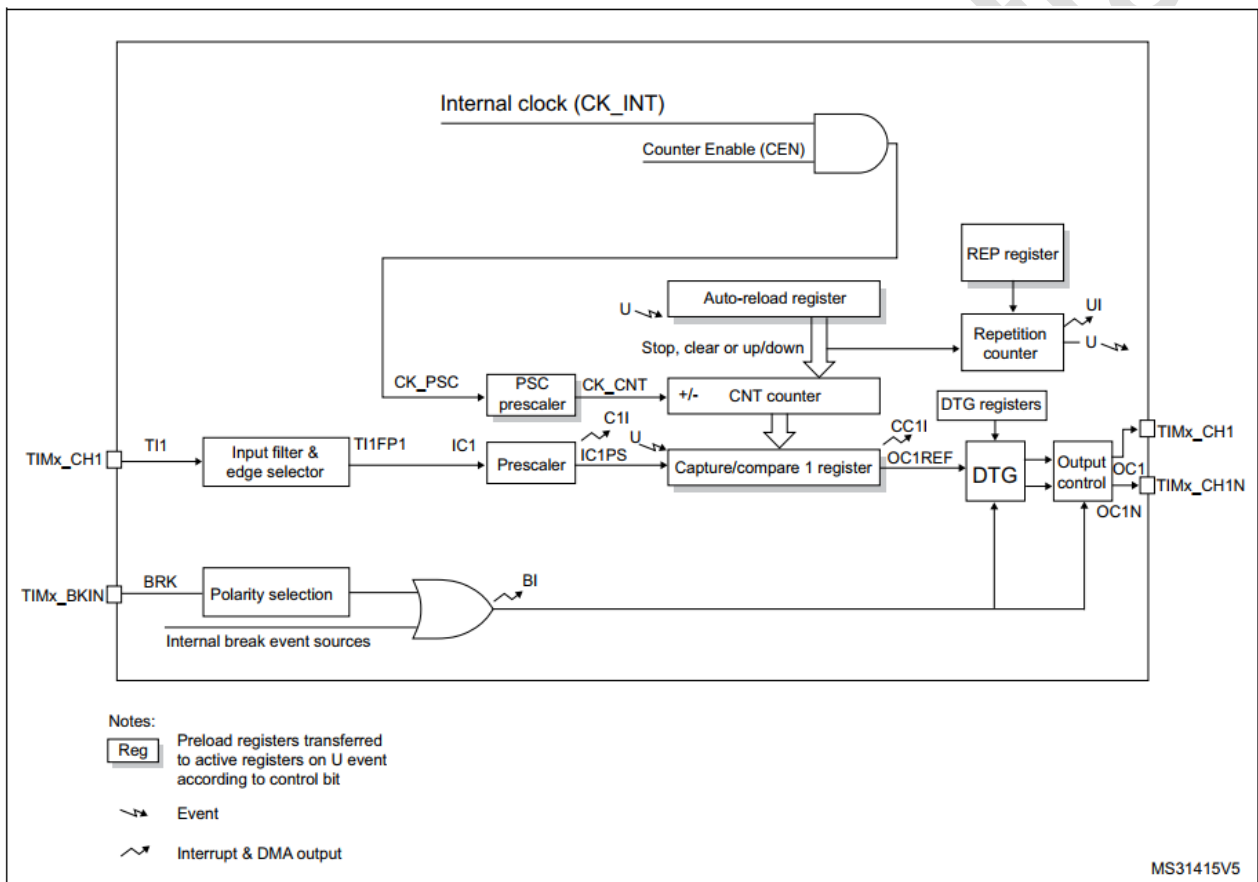 Internal clock (CK_INT)
Counter Enable (CEN)
REP register
Auto-reload register
U
UI
Stop, clear or up/down
Repetition
counter
U
CK_PSC
PSC
prescaler
CK_CNT
+/-
CNT counter
DTG registers
TIMx_CH1
TI1
Input filter &
edge selector
TI1FP1
IC1
Prescaler
C1I
IC1PS
U
Capture/compare 1 register
CC1I
OC1REF
DTG
Output
control
OC1
TIMx_CH1
TIMx_CH1N
OC1N
TIMx_BKIN
BRK
Polarity selection
BI
Internal break event sources
Notes:
Reg
Preload registers transferred
to active registers on U event
according to control bit
Event
Interrupt & DMA output
MS31415V5